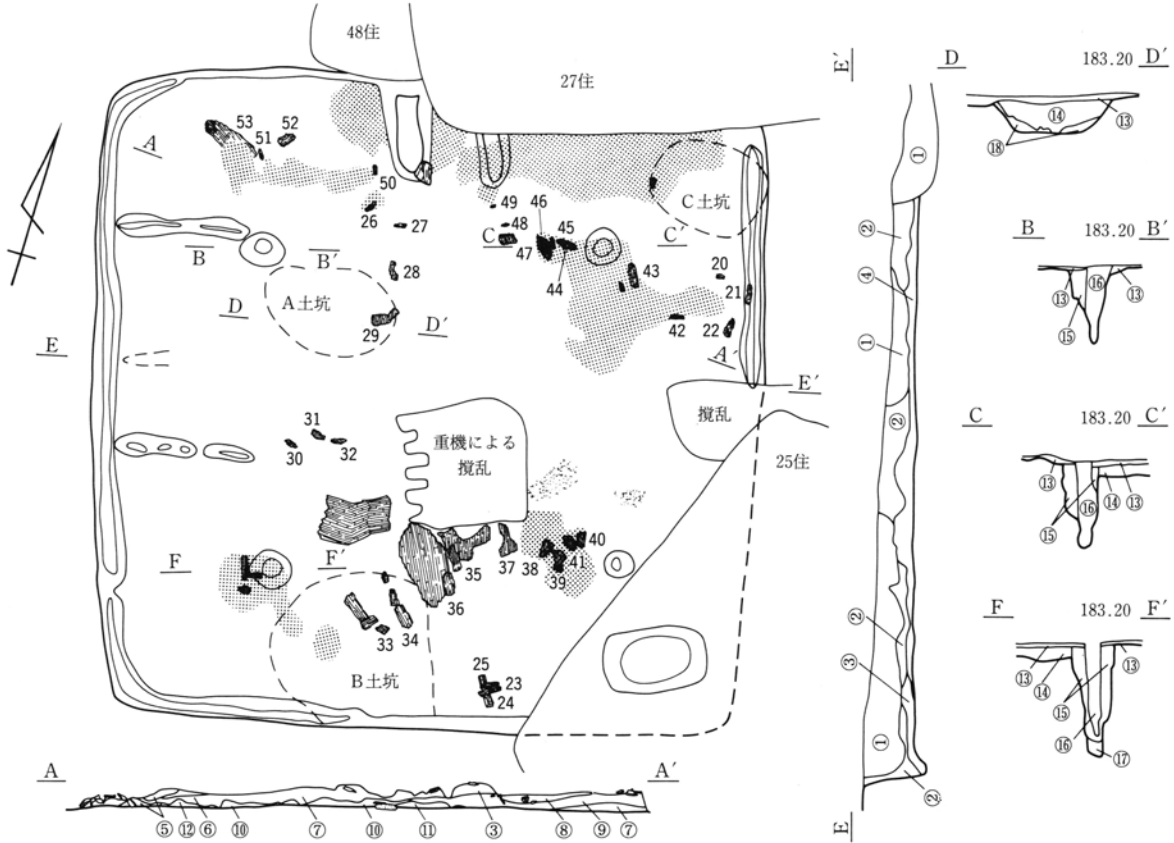 48住
27住
E′
D
183.20
D′
⑭
⑬
⑱
53
52
51
A
50
26
27
49
48
46
45
C
47
44
C′
C土坑
①
②
④
B
B′
28
43
20
21
A土坑
D
29
D′
42
22
A′
B
183.20
B′
⑬
⑯
⑬
⑮
E
E′
①
攪乱
31
30
32
重機による
攪乱
25住
②
C
C′
⑬
⑯
⑭
⑬
⑮
F
F′
35
37
38
40
41
39
36
34
33
B土坑
25
23
24
②
③
①
②
F
183.20
F′
⑬
⑭
⑬
⑮
⑯
⑰
A
A′
⑤
⑫
⑥
⑩
⑦
⑩
⑪
③
⑧
⑨
⑦
E